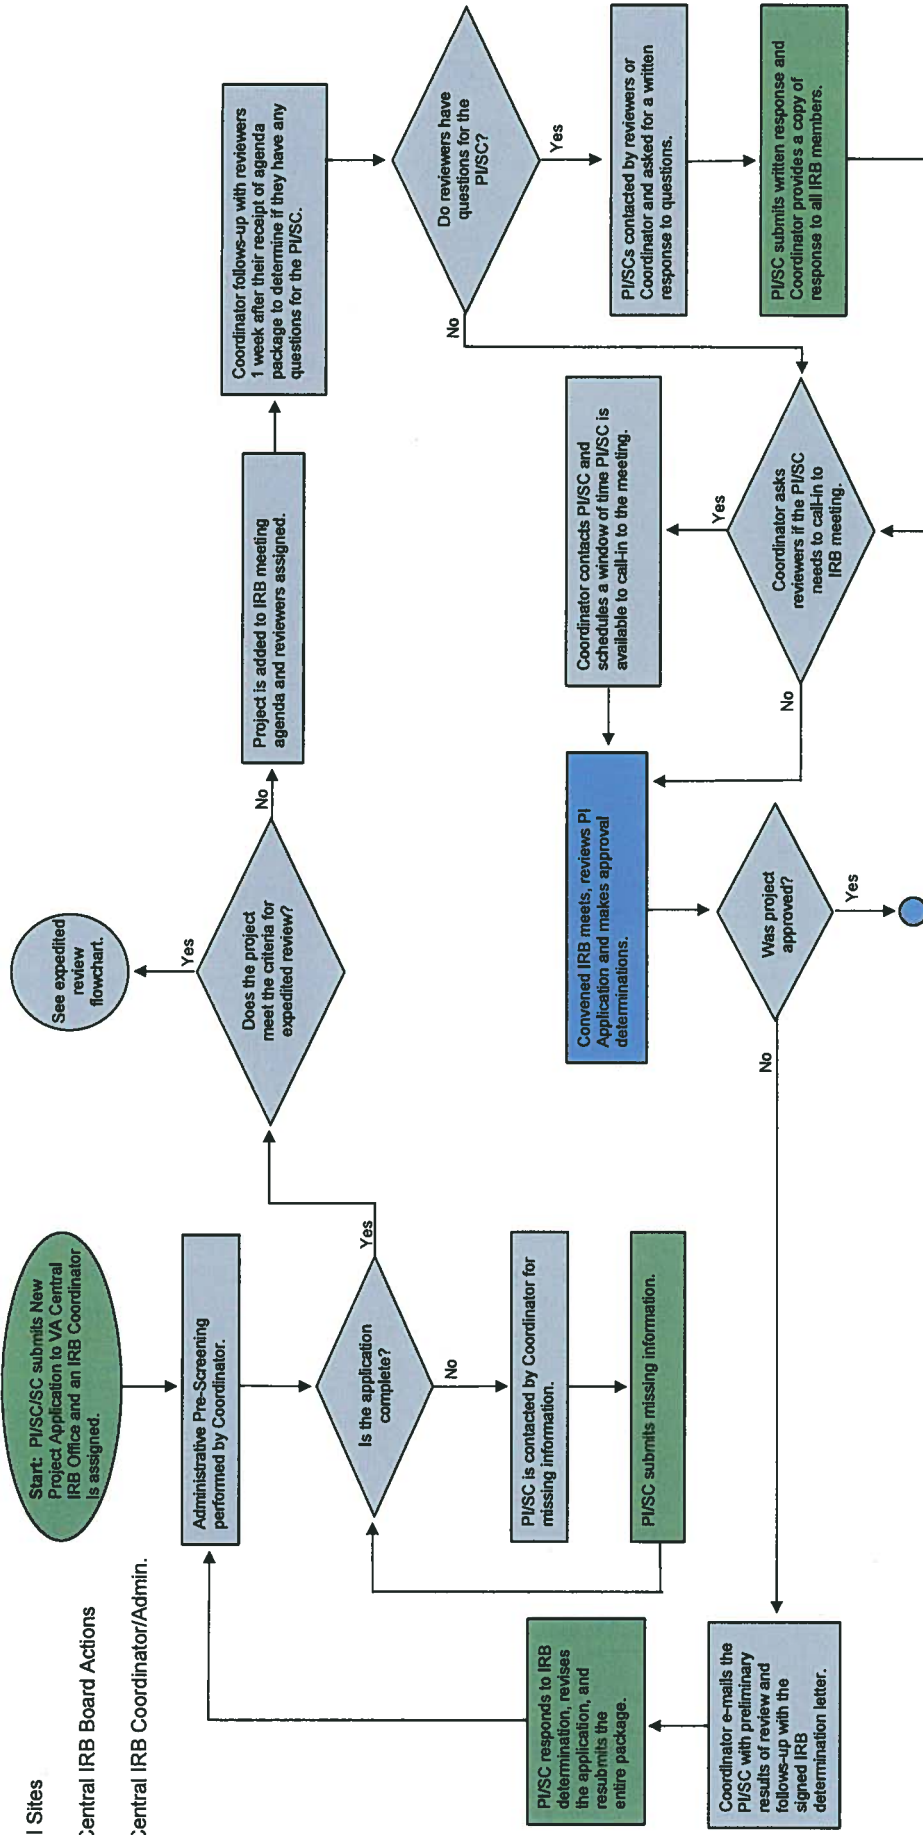 l Sites
Central IRB Board Actions
Central IRB Coordinator/Admin.
Start: PI/SC/SC submits New
Project Application to VA Central
IRB Office and an IRB Coordinator
Is assigned.
Administrative Pre-Screening
performed by Coordinator.
Is the application
complete?
Yes
No
PI/SC is contacted by Coordinator for
missing information.
PI/SC submits missing information.
Does the project
meet the criteria for
expedited review?
Yes
See expedited
review
flowchart.
No
Project is added to IRB meeting
agenda and reviewers assigned.
Coordinator follows-up with reviewers
1 week after their receipt of agenda
package to determine if they have any
questions for the PI/SC.
Do reviewers have
questions for the
PI/SC?
Yes
No
PI/SCs contacted by reviewers or
Coordinator and asked for a written
response to questions.
PI/SC submits written response and
Coordinator provides a copy of
response to all IRB members.
Coordinator asks
reviewers if the PI/SC
needs to call-in to
IRB meeting.
Yes
No
Coordinator contacts PI/SC and
schedules a window of time PI/SC is
available to call-in to the meeting.
Convened IRB meets, reviews PI
Application and makes approval
determinations.
Was project
approved?
Yes
No
Coordinator e-mails the
PI/SC with preliminary
results of review and
follows-up with the
signed IRB
determination letter.
PI/SC responds to IRB
determination, revises
the application, and
resubmits the
entire package.